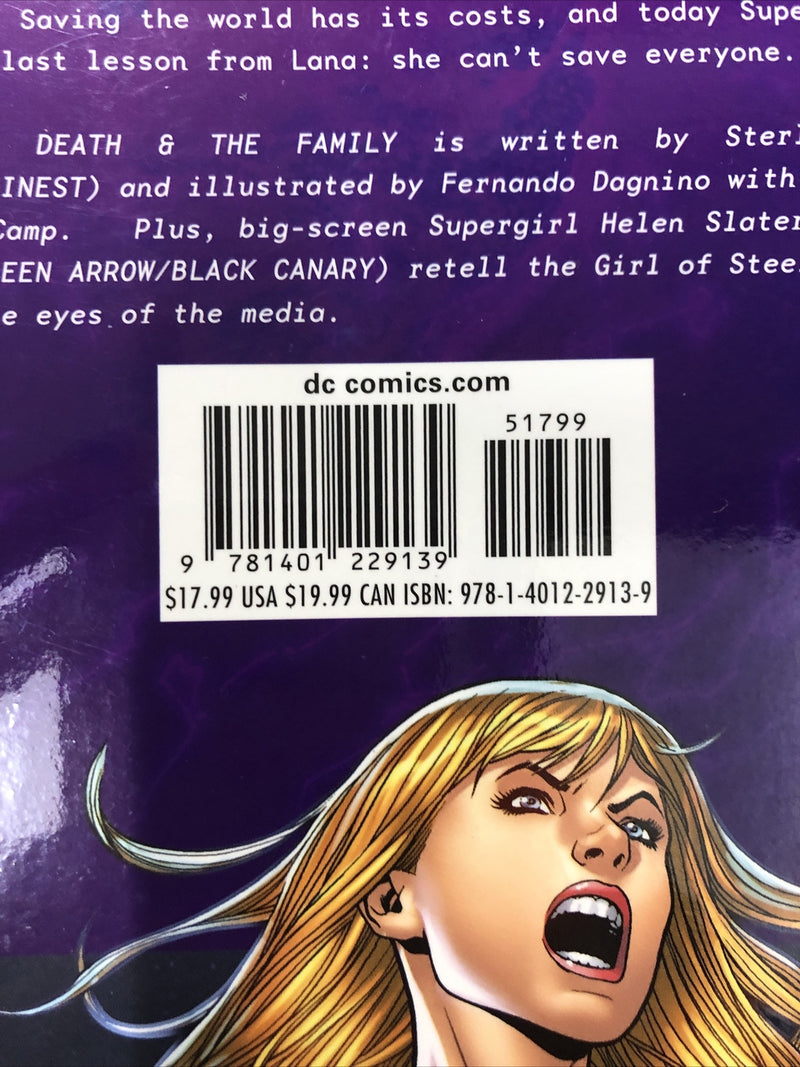 Saving the world has its costs, and today Supe
last lesson from Lana: she can't save everyone.
DEATH & THE FAMILY is written by Sterl
INEST) and illustrated by Fernando Dagnino with
Camp. Plus, big-screen Supergirl Helen Slater
EEN ARROW/BLACK CANARY) retell the Girl of Stee
e eyes of the media.
dc comics.com
51799
9 781401 229139
$17.99 USA $19.99 CAN ISBN: 978-1-4012-2913-9